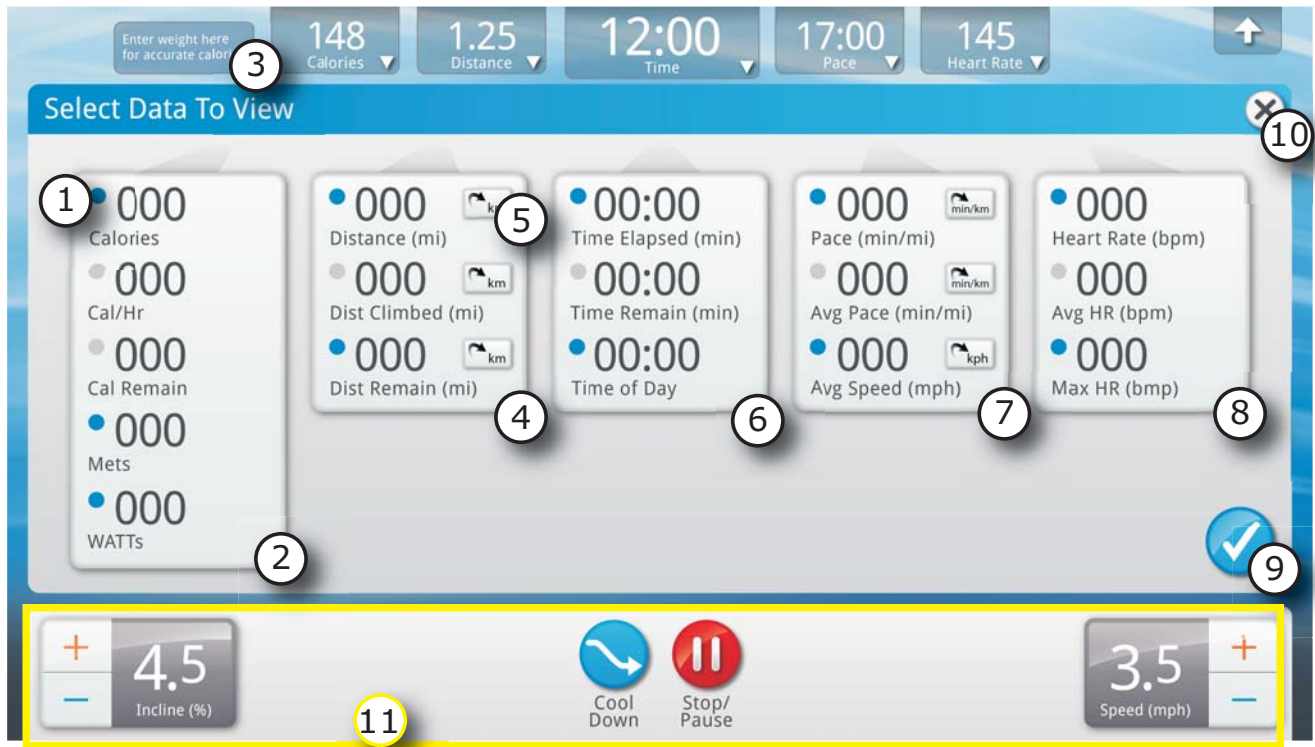 Enter weight here
for accurate calor
3
148
Calories
1.25
Distance
12:00
Time
17:00
Pace
145
Heart Rate
Select Data To View
10
1
000
Calories
000
Cal/Hr
000
Cal Remain
000
Mets
000
WATTs
2
000
Distance (mi)
5
000
km
Dist Climbed (mi)
000
km
Dist Remain (mi)
4
00:00
Time Elapsed (min)
00:00
Time Remain (min)
00:00
Time of Day
6
000
min/km
Pace (min/mi)
000
min/km
Avg Pace (min/mi)
000
kph
Avg Speed (mph)
7
000
Heart Rate (bpm)
000
Avg HR (bpm)
000
Max HR (bmp)
8
9
+
−
4.5
Incline (%)
11
Cool
Down
Stop/
Pause
3.5
Speed (mph)
+
−